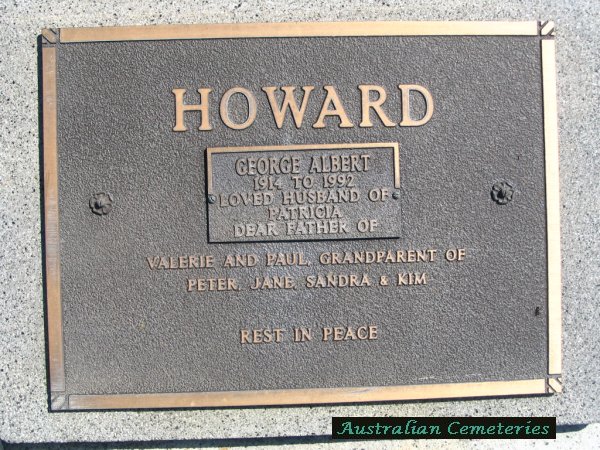 HOWARD
GEORGE ALBERT
1914 TO 1992
LOVED HUSBAND OF
PATRICIA
DEAR FATHER OF
VALERIE AND PAUL, GRANDPARENT OF
PETER, JANE, SANDRA & KIM
REST IN PEACE
Australian Cemeteries